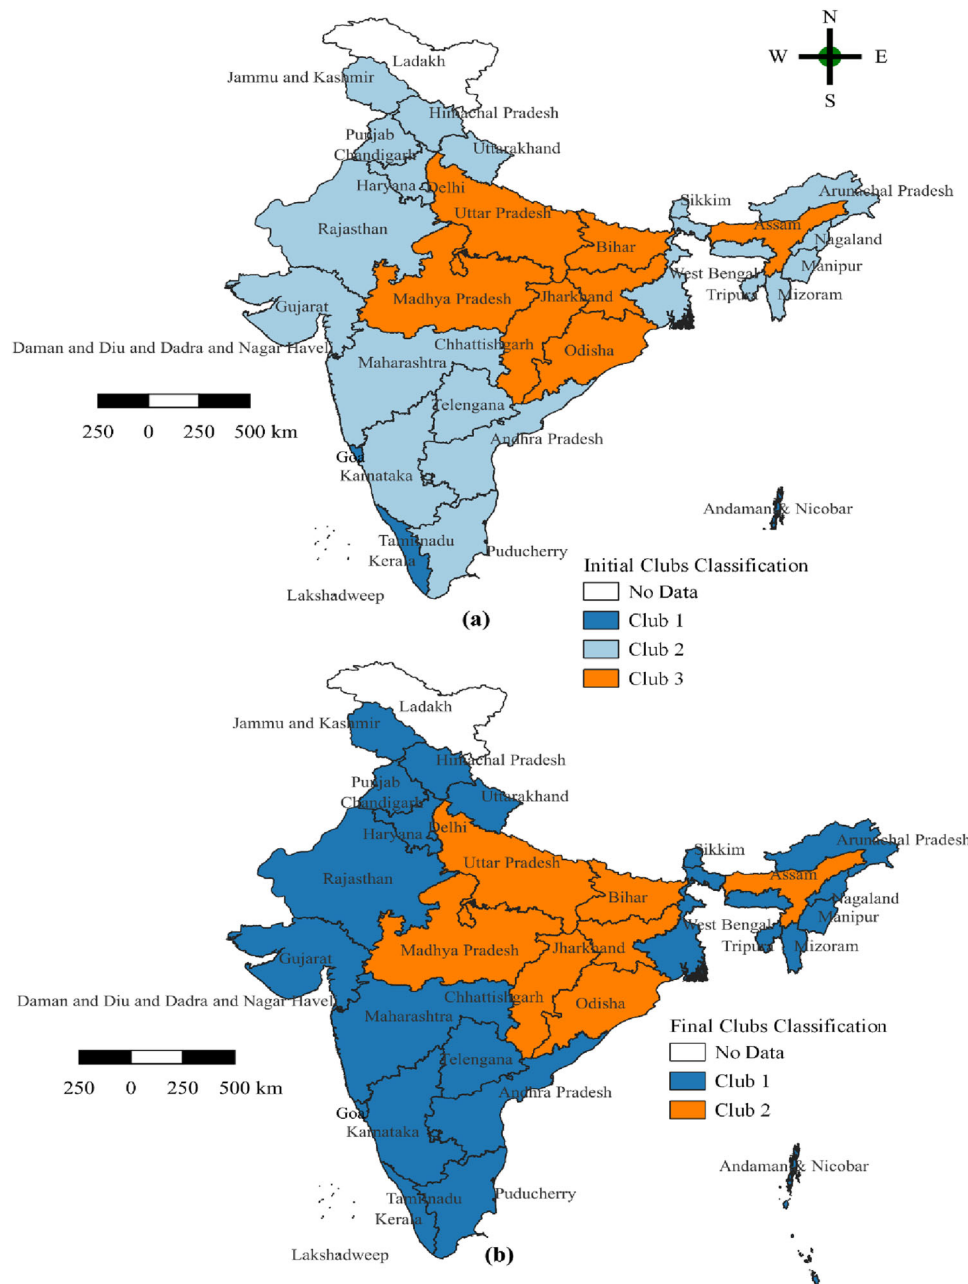 N
W E
S
Ladakh
Jammu and Kashmir
Himachal Pradesh
Punjab
Chandigarh
Uttarakhand
Haryana
Delhi
Sikkim
Arunachal Pradesh
Uttar Pradesh
Assam
Rajasthan
Bihar
Nagaland
Manipur
West Bengal
Tripura
Mizoram
Gujarat
Madhya Pradesh
Jharkhand
Daman and Diu and Dadra and Nagar Haveli
Chhattishgarh
Odisha
Maharashtra
Telengana
250 0 250 500 km
Andhra Pradesh
Goa
Karnataka
Andaman & Nicobar
Tamilnadu
Puducherry
Kerala
Lakshadweep
(a)
Initial Clubs Classification
No Data
Club 1
Club 2
Club 3
Ladakh
Jammu and Kashmir
Himachal Pradesh
Punjab
Chandigarh
Uttarakhand
Haryana
Delhi
Sikkim
Arunachal Pradesh
Uttar Pradesh
Assam
Rajasthan
Bihar
Nagaland
Manipur
West Bengal
Tripura
Mizoram
Gujarat
Madhya Pradesh
Jharkhand
Daman and Diu and Dadra and Nagar Haveli
Chhattishgarh
Odisha
Maharashtra
Telengana
250 0 250 500 km
Andhra Pradesh
Goa
Karnataka
Final Clubs Classification
No Data
Club 1
Club 2
Andaman & Nicobar
Tamilnadu
Puducherry
Kerala
Lakshadweep
(b)